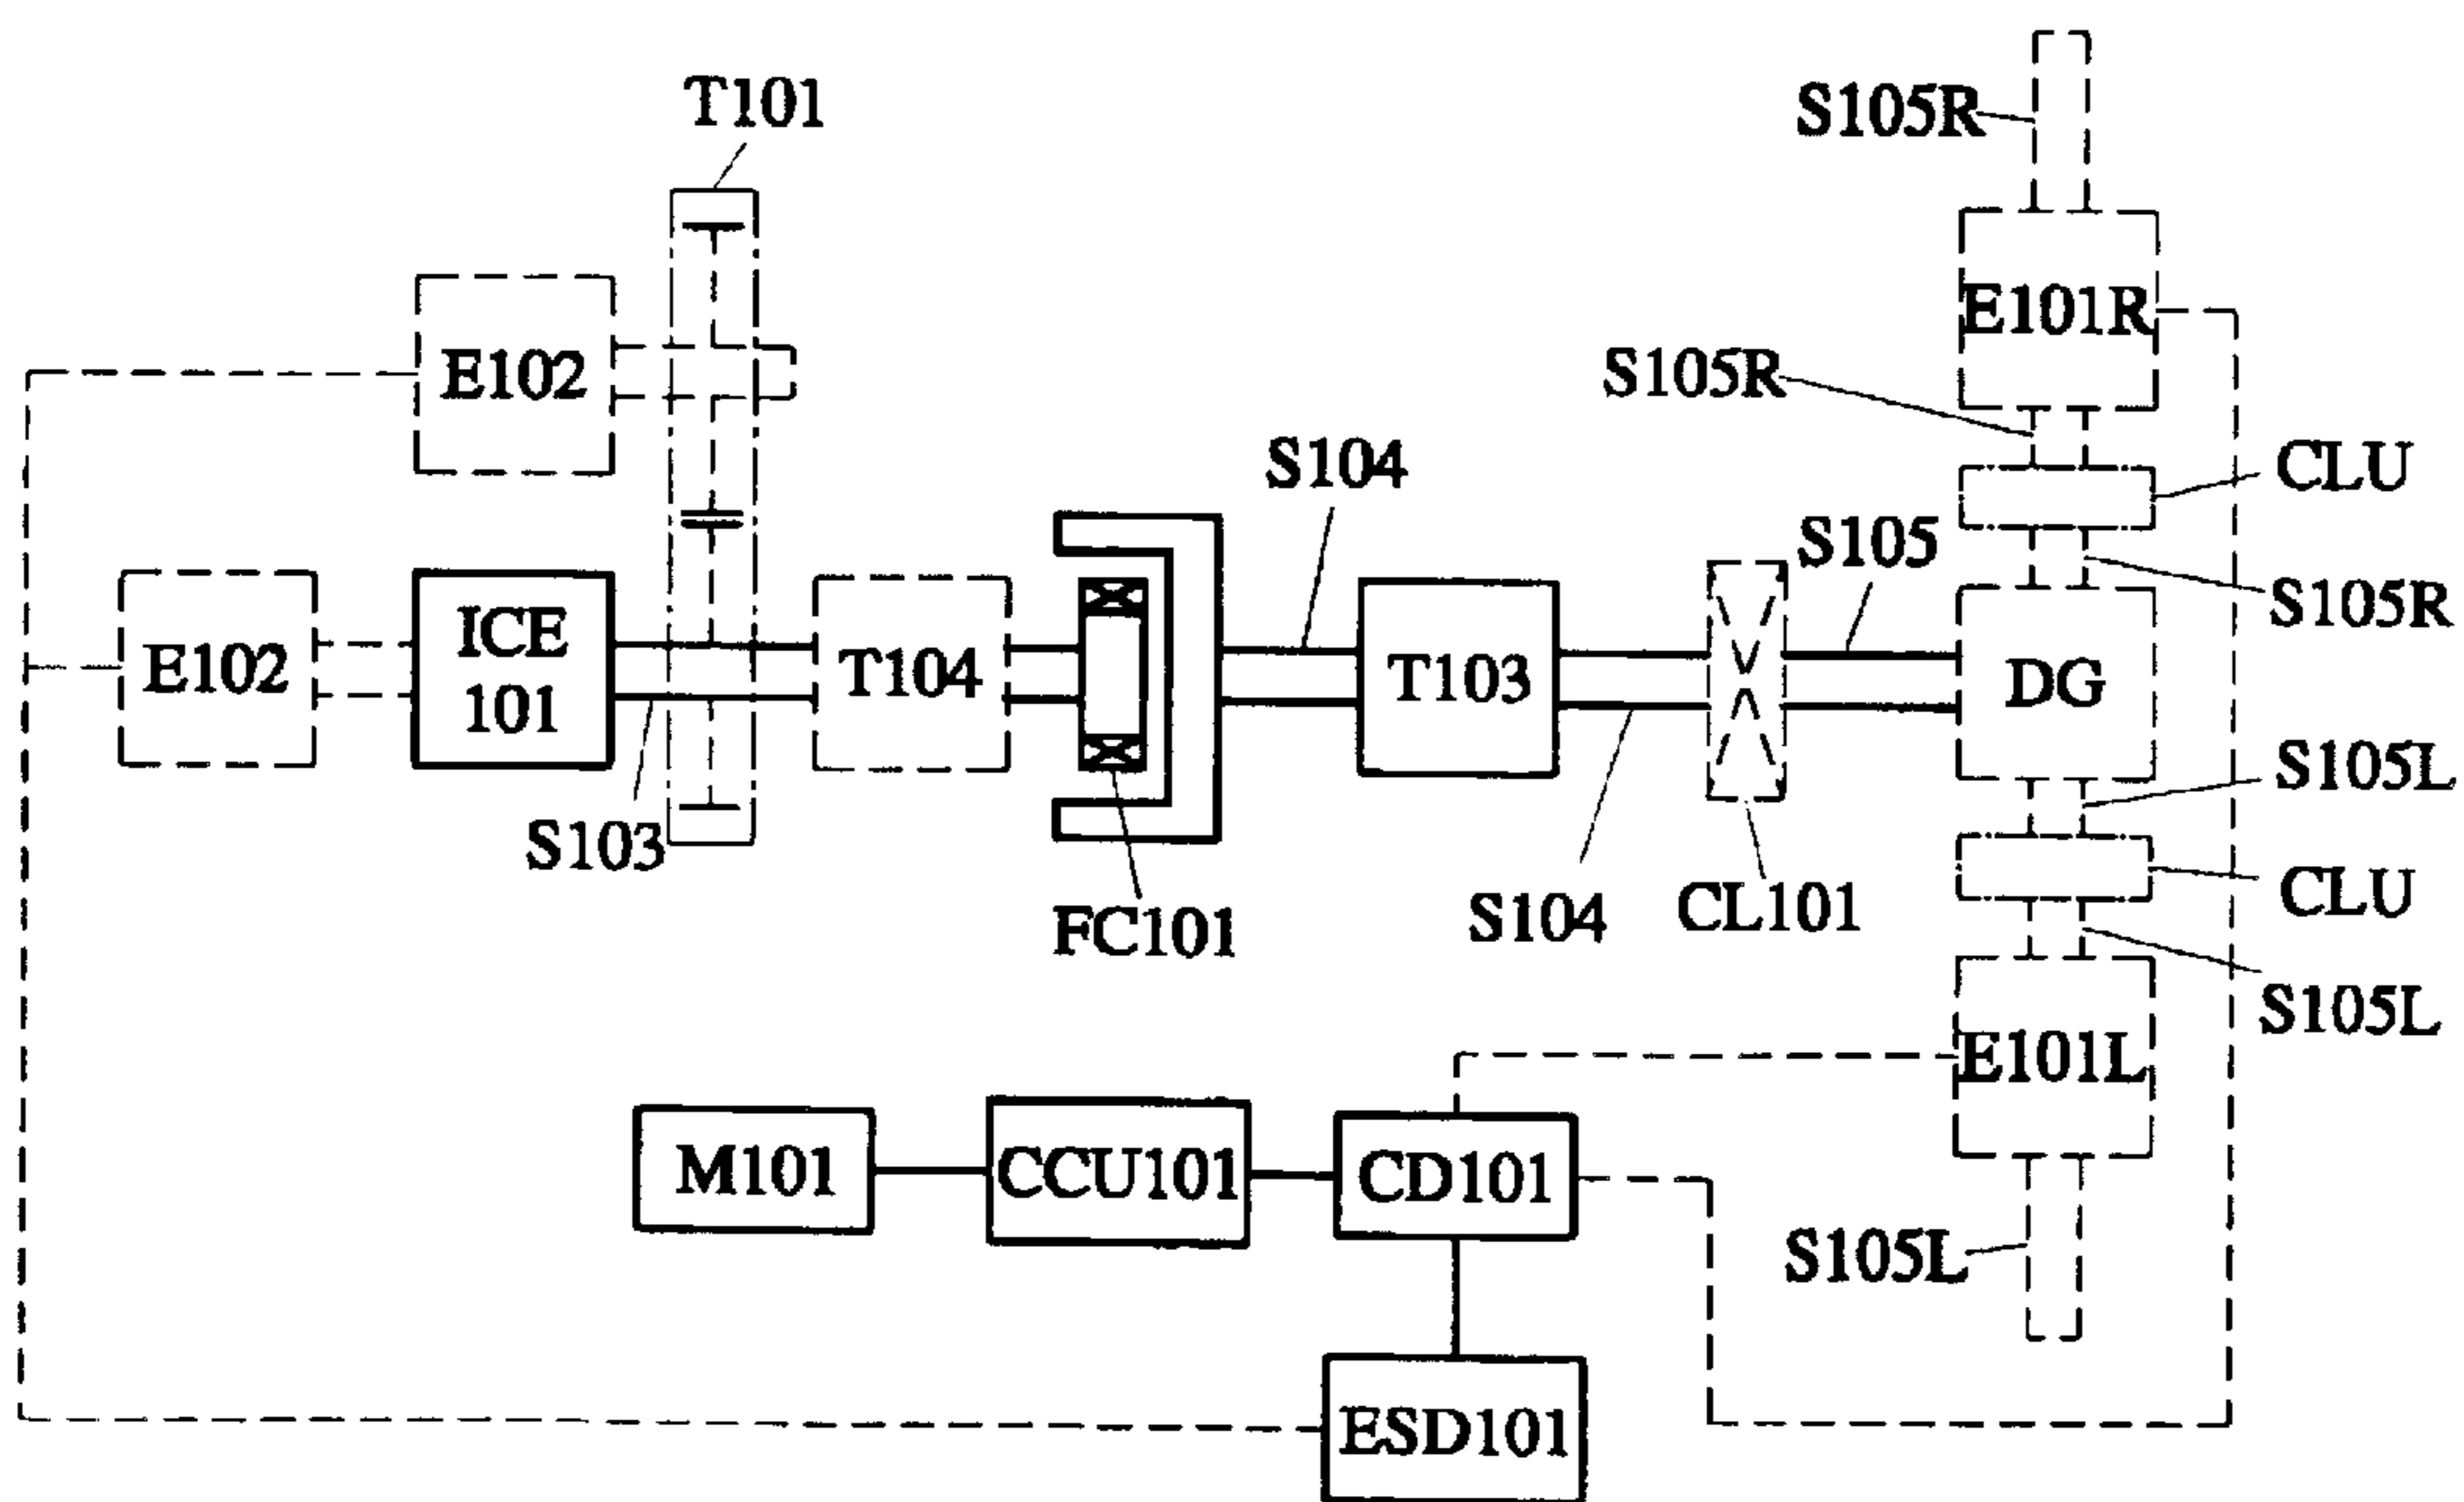 T101
S105R
E101R
S105R
E102
S104
CLU
S105
S105R
ICE
101
E102
T104
T103
DG
S105L
S103
CLU
CL101
S104
FC101
S105L
E101L
M101
CCU101
CD101
S105L
ESD101